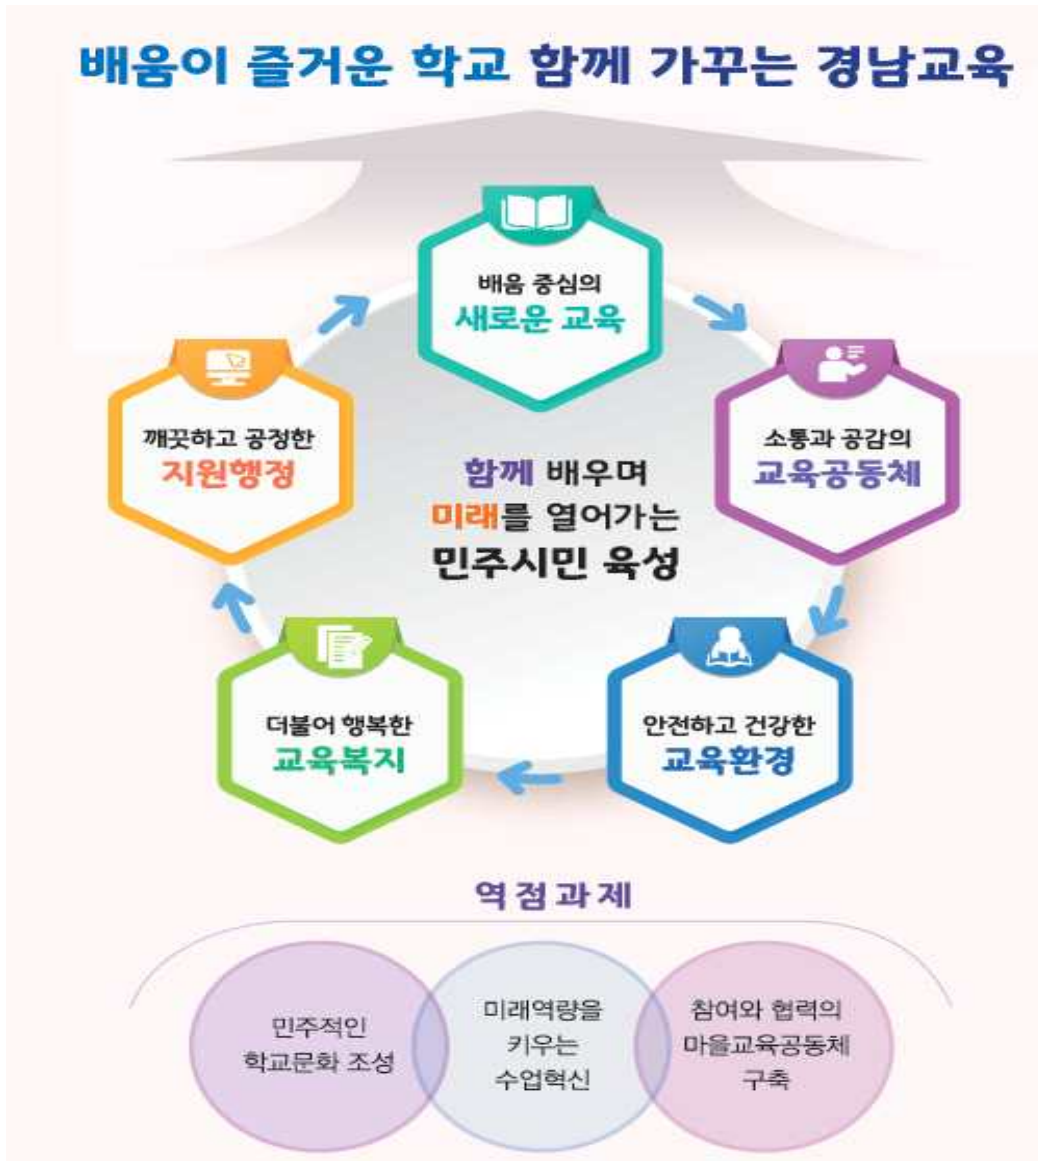 배움이 즐거운 학교 함께 가꾸는 경남교육
배움 중심의
새로운 교육
깨끗하고 공정한
지원행정
소통과 공감의
교육공동체
함께 배우며
미래를 열어가는
민주시민 육성
더불어 행복한
교육복지
안전하고 건강한
교육환경
역점과제
민주적인
학교문화 조성
미래역량을
키우는
수업혁신
참여와 협력의
마을교육공동체
구축